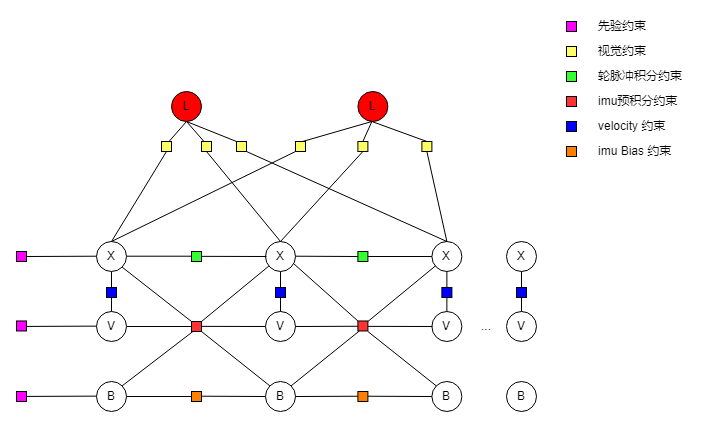 先验约束
视觉约束
轮脉冲积分约束
imu预积分约束
velocity 约束
imu Bias 约束
L L
X X X X
V V V ... V
B B B B